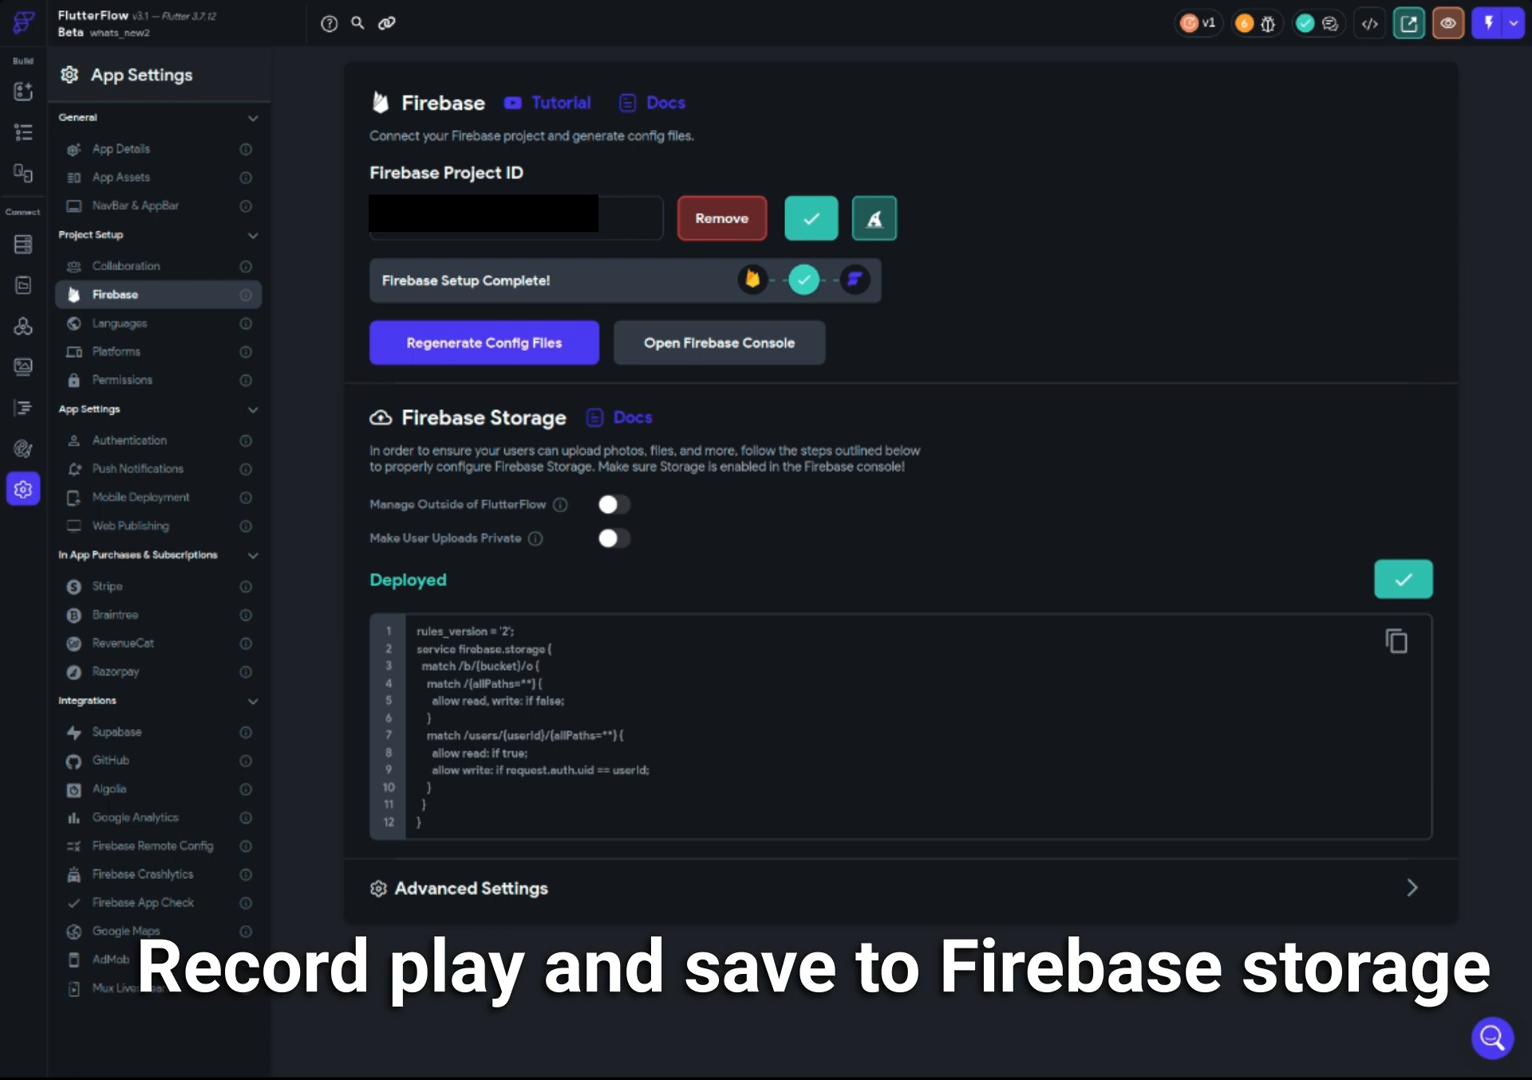 FlutterFlow v3.1 — Flutter 3.7.12
Beta whats_new2
v1
6
Build
Connect
App Settings
General
App Details
App Assets
NavBar & AppBar
Project Setup
Collaboration
Firebase
Languages
Platforms
Permissions
App Settings
Authentication
Push Notifications
Mobile Deployment
Web Publishing
In App Purchases & Subscriptions
Stripe
Braintree
RevenueCat
Razorpay
Integrations
Supabase
GitHub
Algolia
Google Analytics
Firebase Remote Config
Firebase Crashlytics
Firebase App Check
Google Maps
AdMob
Mux
Firebase Tutorial Docs
Connect your Firebase project and generate config files.
Firebase Project ID
Remove
Firebase Setup Complete!
Regenerate Config Files
Open Firebase Console
Firebase Storage Docs
In order to ensure your users can upload photos, files, and more, follow the steps outlined below
to properly configure Firebase Storage. Make sure Storage is enabled in the Firebase console!
Manage Outside of FlutterFlow
Make User Uploads Private
Deployed
1 rules_version = '2';
2 service firebase.storage {
3 match /b/{bucket}/o {
4 match /{allPaths=**} {
5 allow read, write: if false;
6 }
7 match /users/{userId}/{allPaths=**} {
8 allow read: if true;
9 allow write: if request.auth.uid == userId;
10 }
11 }
12 }
Advanced Settings
Record play and save to Firebase storage